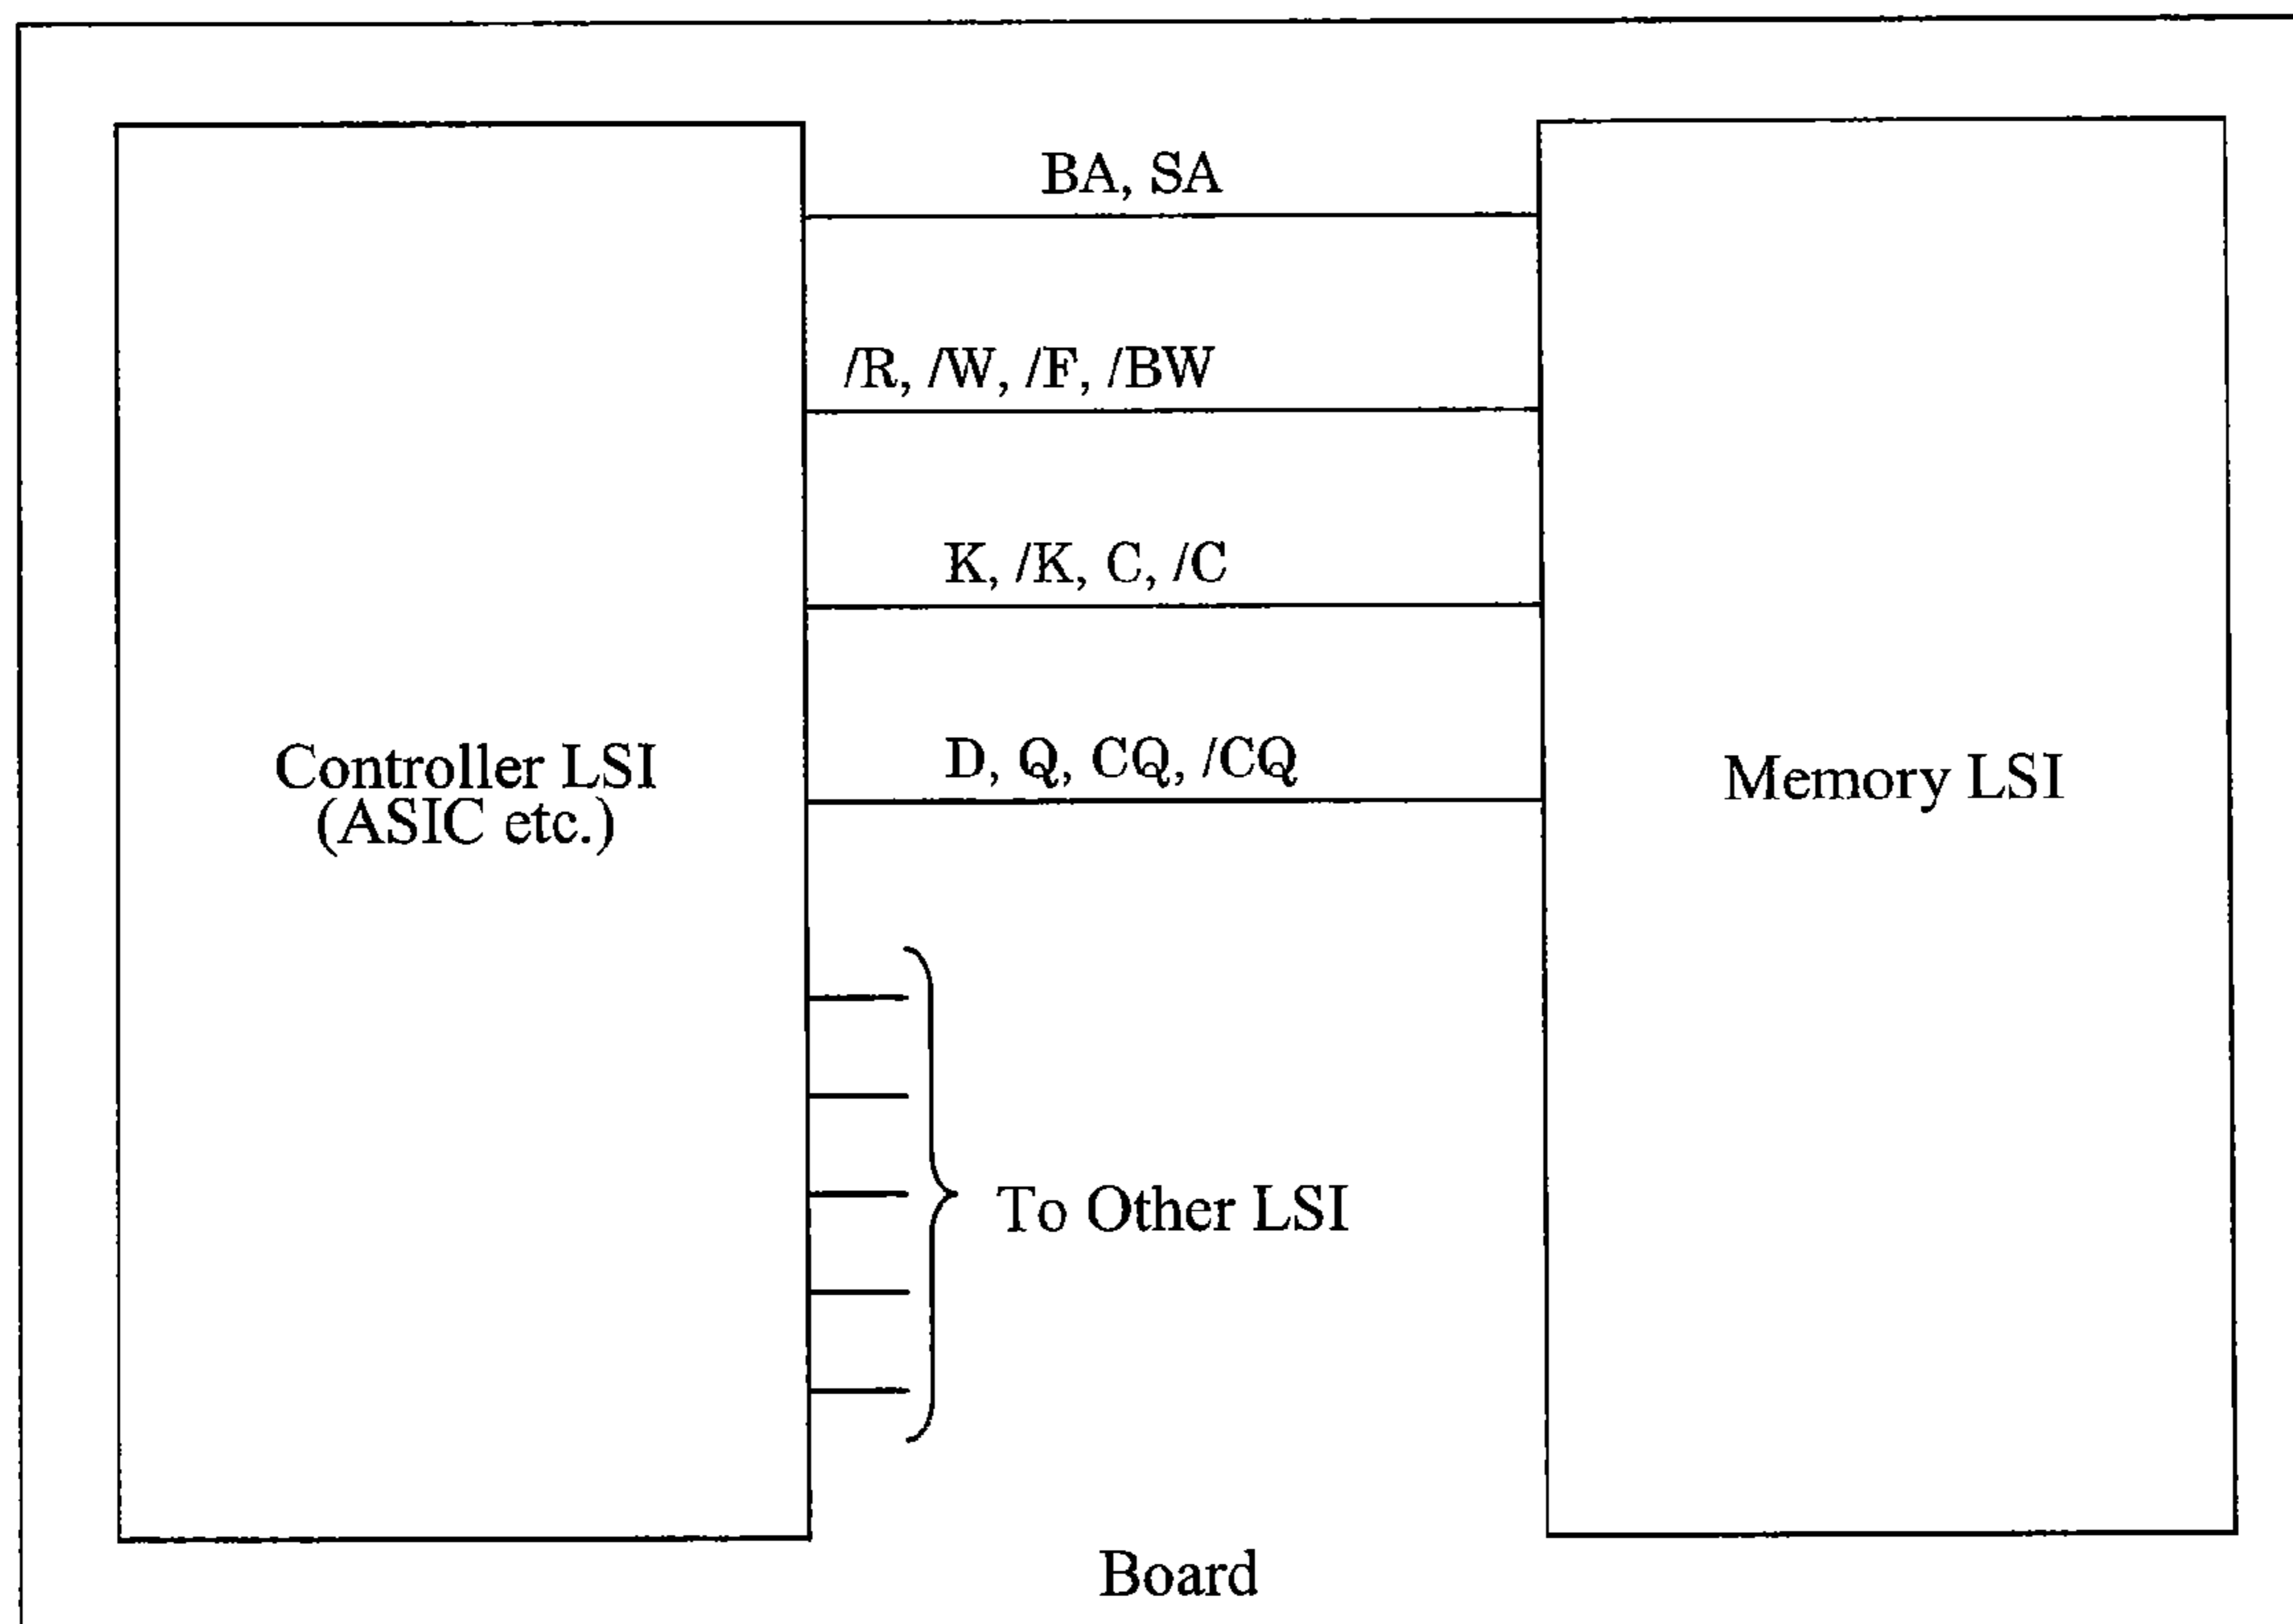 BA, SA
/R, /W, /F, /BW
K, /K, C, /C
D, Q, CQ, /CQ
Controller LSI
(ASIC etc.)
Memory LSI
To Other LSI
Board